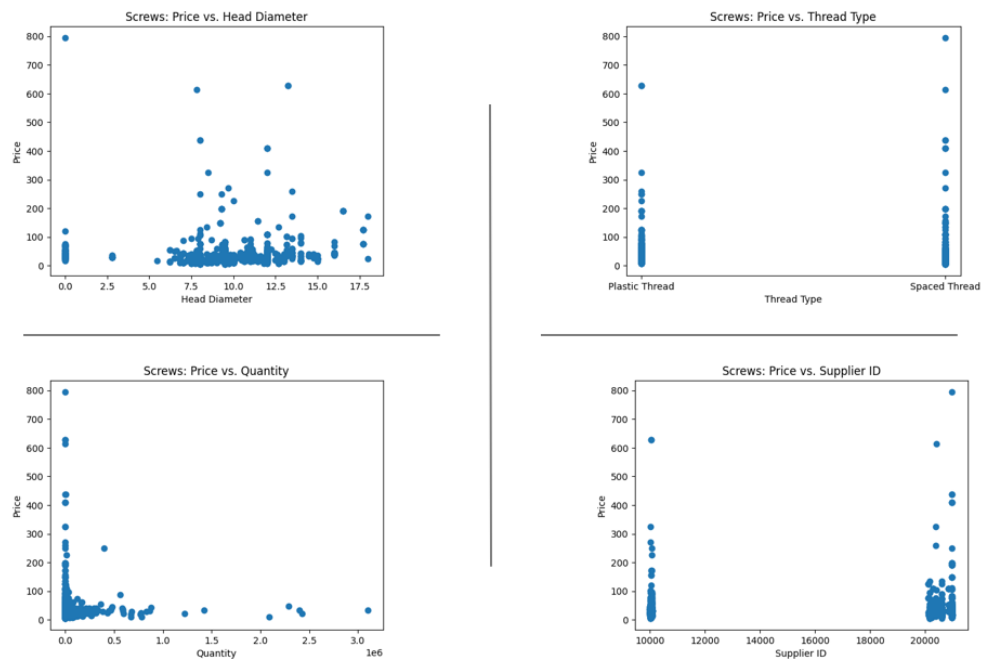 Screws: Price vs. Head Diameter
800
700
600
500
400
300
200
100
0
Price
0.0 2.5 5.0 7.5 10.0 12.5 15.0 17.5
Head Diameter
Screws: Price vs. Thread Type
800
700
600
500
400
300
200
100
0
Price
Plastic Thread Spaced Thread
Thread Type
Screws: Price vs. Quantity
800
700
600
500
400
300
200
100
0
Price
0.0 0.5 1.0 1.5 2.0 2.5 3.0
1e6
Quantity
Screws: Price vs. Supplier ID
800
700
600
500
400
300
200
100
0
Price
10000 12000 14000 16000 18000 20000
Supplier ID